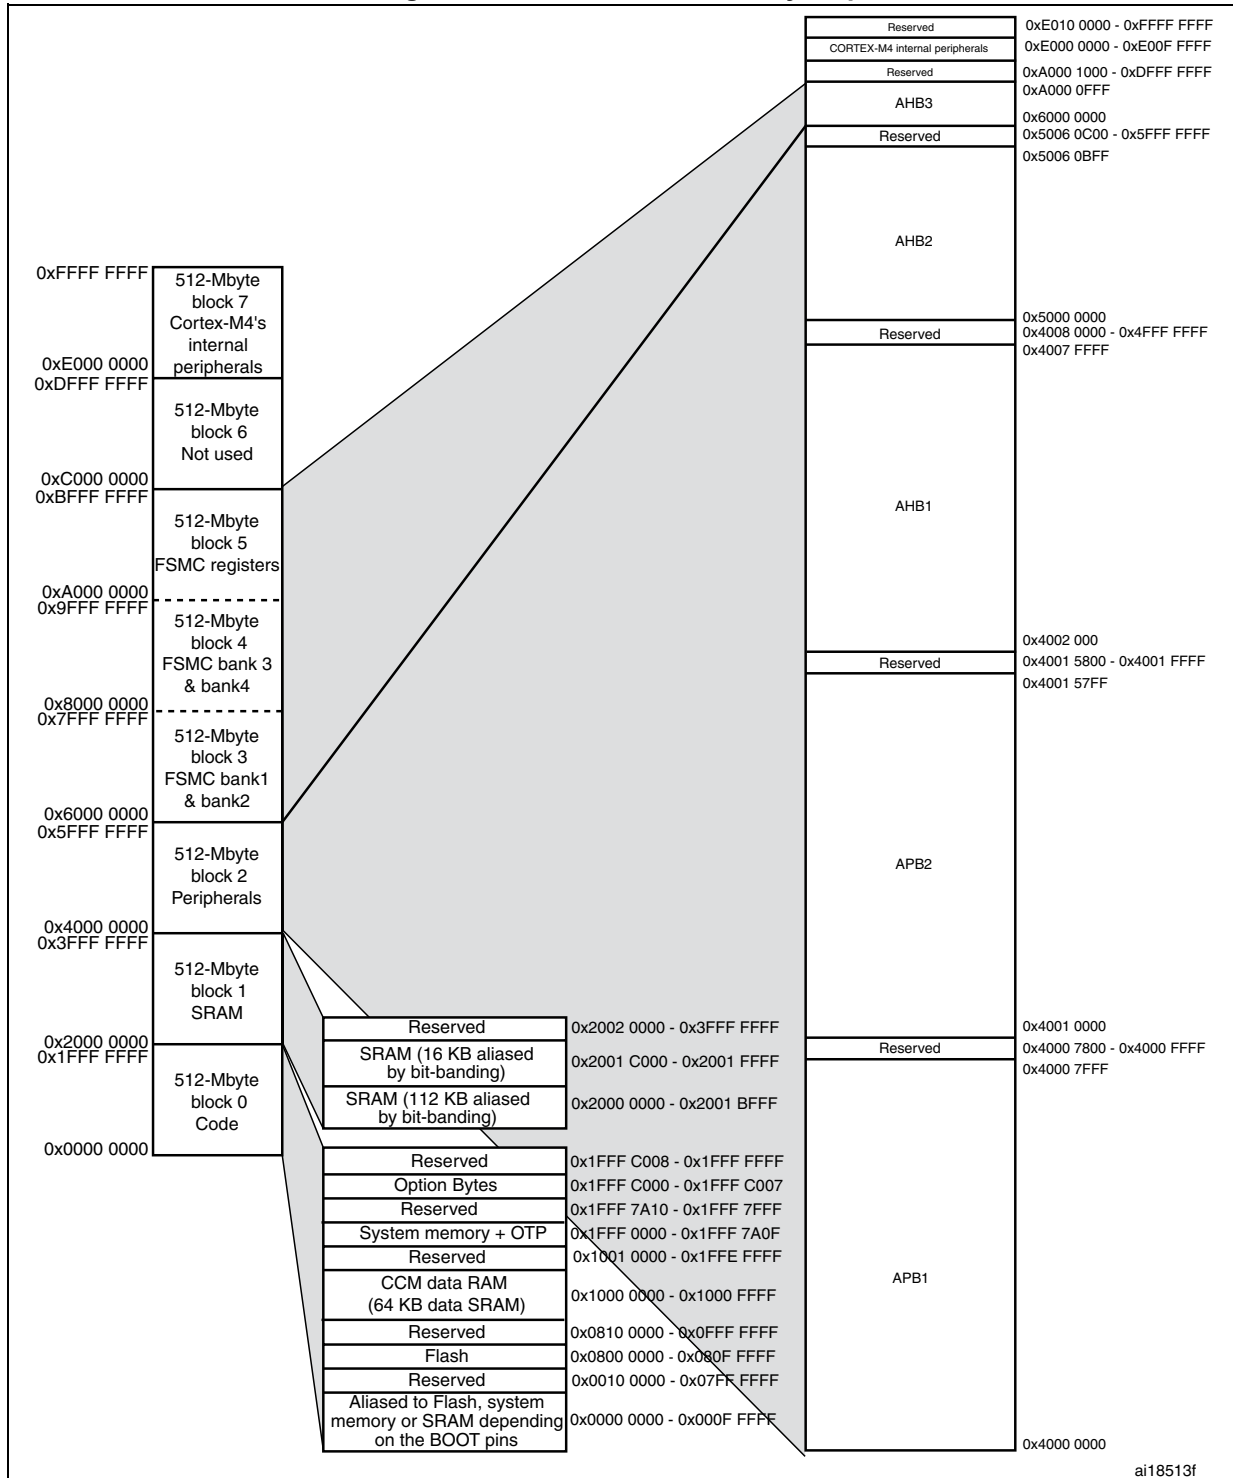 Reserved
0xE010 0000 - 0xFFFF FFFF
CORTEX-M4 internal peripherals
0xE000 0000 - 0xE00F FFFF
Reserved
0xA000 1000 - 0xDFFF FFFF
0xA000 0FFF
AHB3
0x6000 0000
Reserved
0x5006 0C00 - 0x5FFF FFFF
0x5006 0BFF
AHB2
0x5000 0000
Reserved
0x4008 0000 - 0x4FFF FFFF
0x4007 FFFF
AHB1
0x4002 000
Reserved
0x4001 5800 - 0x4001 FFFF
0x4001 57FF
APB2
0x4001 0000
Reserved
0x4000 7800 - 0x4000 FFFF
0x4000 7FFF
APB1
0x4000 0000
0xFFFF FFFF
512-Mbyte
block 7
Cortex-M4's
internal
peripherals
0xE000 0000
0xDFFF FFFF
512-Mbyte
block 6
Not used
0xC000 0000
0xBFFF FFFF
512-Mbyte
block 5
FSMC registers
0xA000 0000
0x9FFF FFFF
512-Mbyte
block 4
FSMC bank 3
& bank4
0x8000 0000
0x7FFF FFFF
512-Mbyte
block 3
FSMC bank1
& bank2
0x6000 0000
0x5FFF FFFF
512-Mbyte
block 2
Peripherals
0x4000 0000
0x3FFF FFFF
512-Mbyte
block 1
SRAM
0x2000 0000
0x1FFF FFFF
512-Mbyte
block 0
Code
0x0000 0000
Reserved
0x2002 0000 - 0x3FFF FFFF
SRAM (16 KB aliased
by bit-banding)
0x2001 C000 - 0x2001 FFFF
SRAM (112 KB aliased
by bit-banding)
0x2000 0000 - 0x2001 BFFF
Reserved
0x1FFF C008 - 0x1FFF FFFF
Option Bytes
0x1FFF C000 - 0x1FFF C007
Reserved
0x1FFF 7A10 - 0x1FFF 7FFF
System memory + OTP
0x1FFF 0000 - 0x1FFF 7A0F
Reserved
0x1001 0000 - 0x1FFE FFFF
CCM data RAM
(64 KB data SRAM)
0x1000 0000 - 0x1000 FFFF
Reserved
0x0810 0000 - 0x0FFF FFFF
Flash
0x0800 0000 - 0x080F FFFF
Reserved
0x0010 0000 - 0x07FF FFFF
Aliased to Flash, system
memory or SRAM depending
on the BOOT pins
0x0000 0000 - 0x000F FFFF
ai18513f